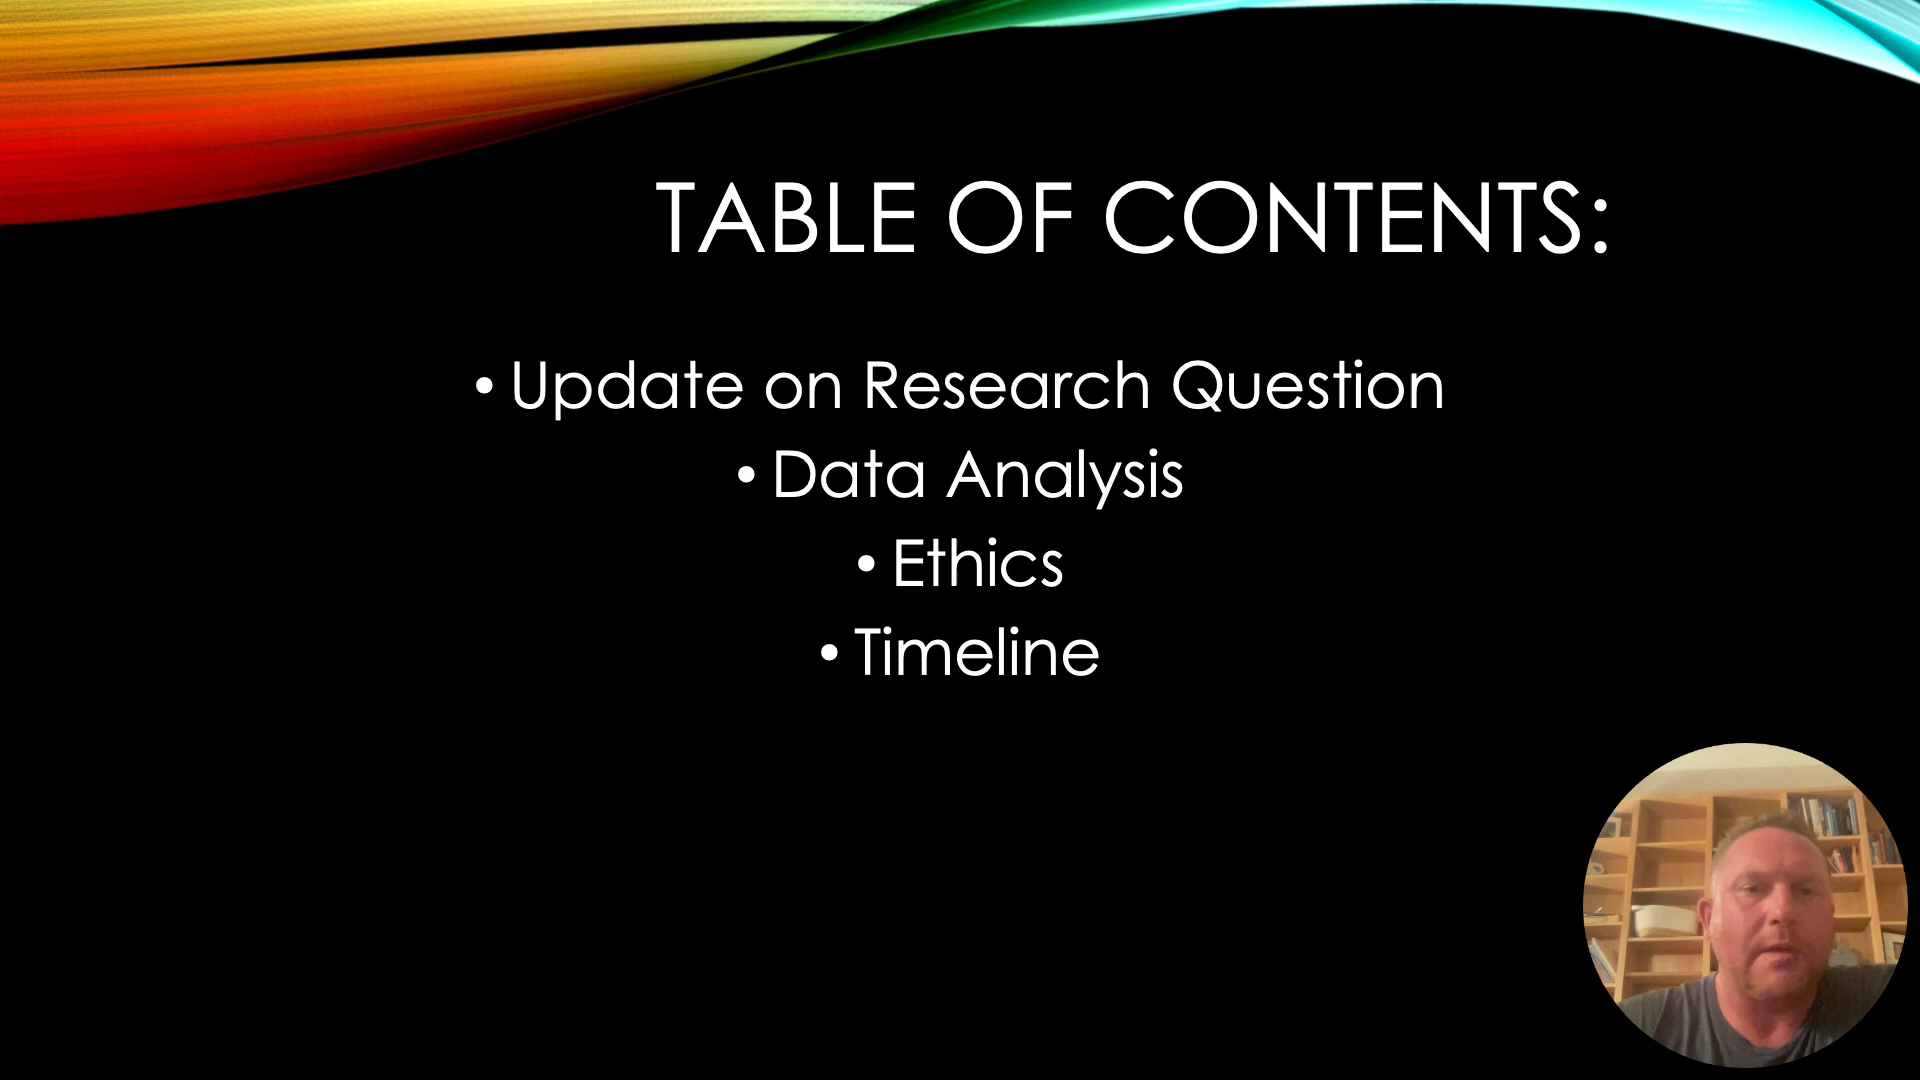 TABLE OF CONTENTS:
• Update on Research Question
• Data Analysis
• Ethics
• Timeline